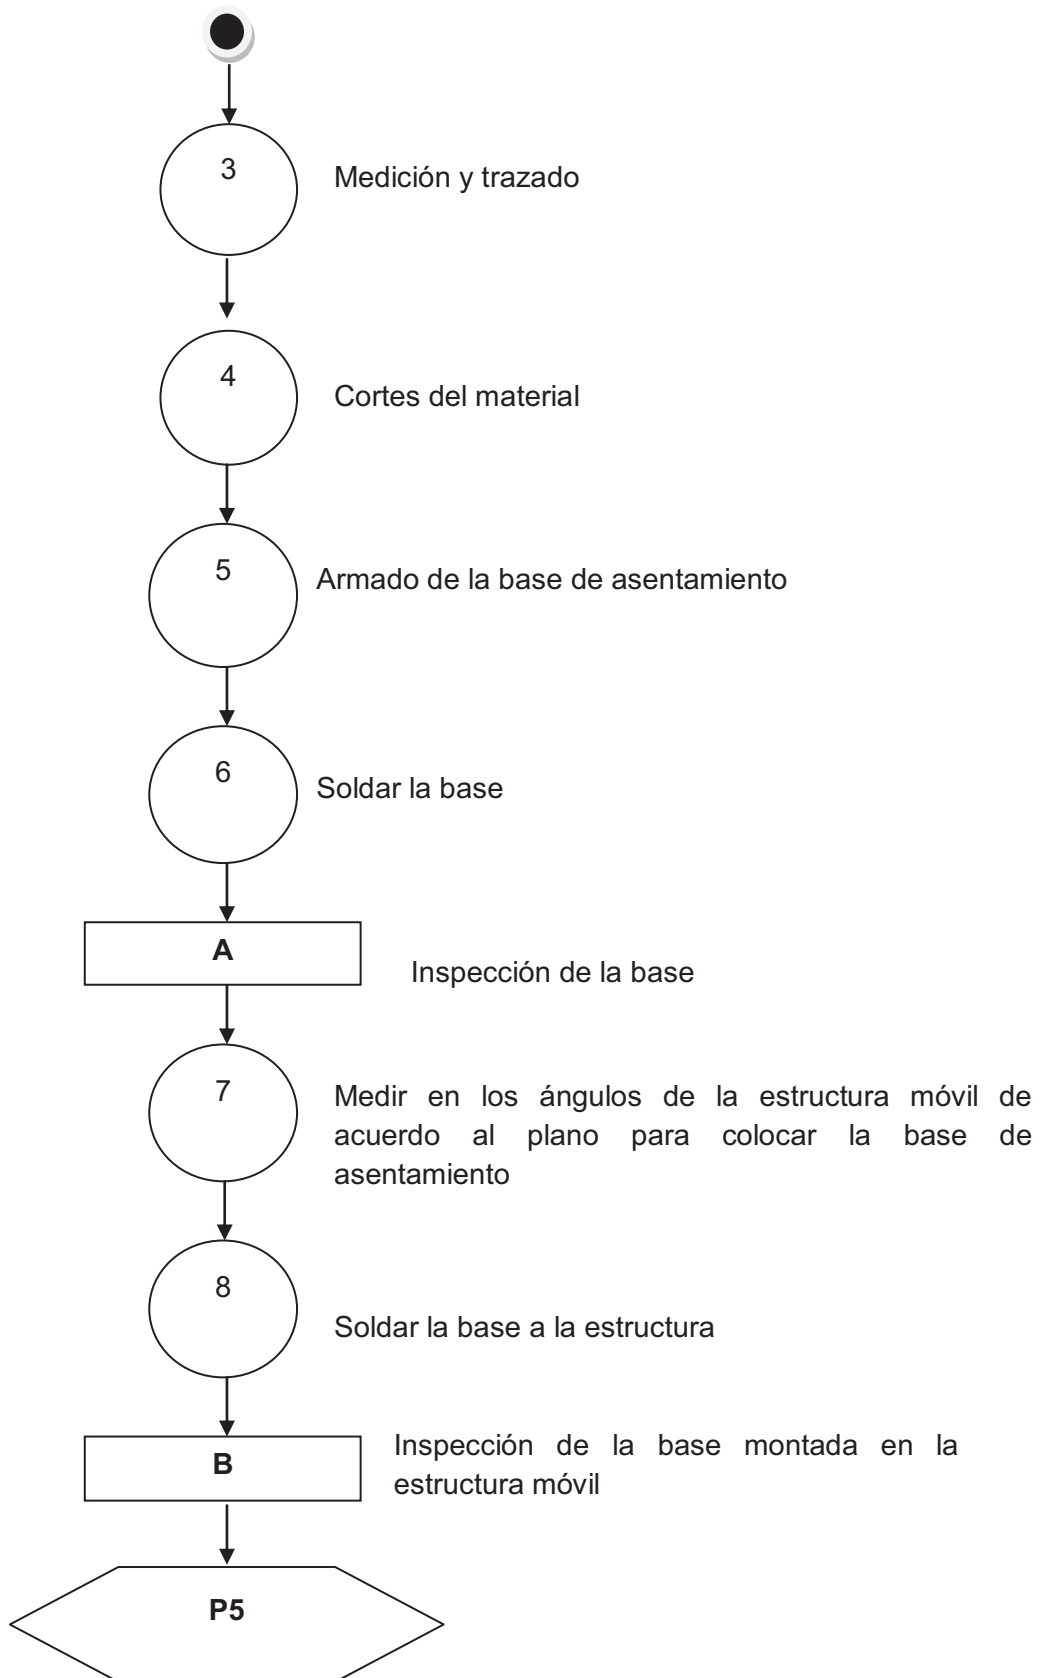 3
Medición y trazado
4
Cortes del material
5
Armado de la base de asentamiento
6
Soldar la base
A
Inspección de la base
7
Medir en los ángulos de la estructura móvil de
acuerdo al plano para colocar la base de
asentamiento
8
Soldar la base a la estructura
B
Inspección de la base montada en la
estructura móvil
P5